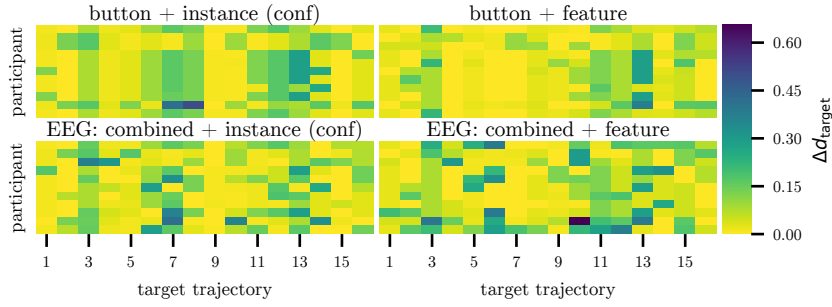 button + instance (conf)
button + feature
participant
EEG: combined + instance (conf)
EEG: combined + feature
participant
1 3 5 7 9 11 13 15
1 3 5 7 9 11 13 15
target trajectory
target trajectory
0.60
0.45
0.30
0.15
0.00
Δd_target